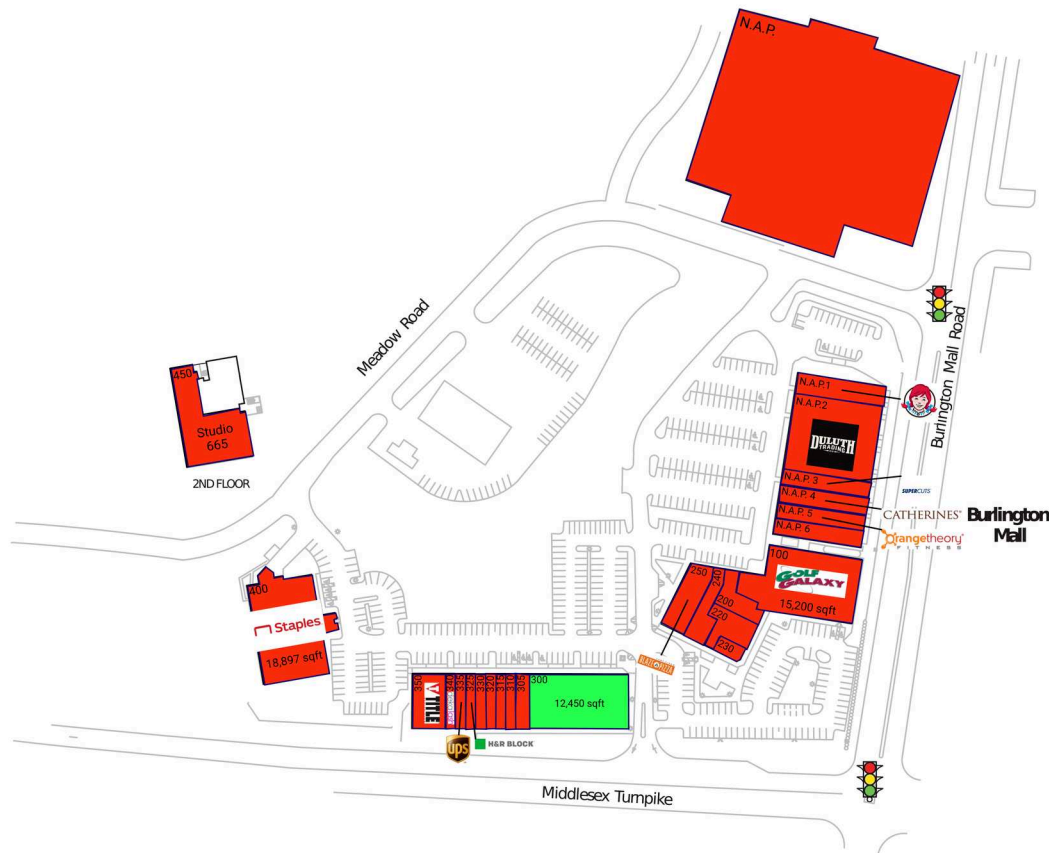 N.A.P.
Meadow Road
Burlington Mall Road
N.A.P.1
N.A.P.2
DULUTH
TRADING
N.A.P. 3
N.A.P. 4
N.A.P. 5
N.A.P. 6
SUPERCUTS
CATHERINES®
Orangetheory
FITNESS
Burlington
Mall
450
Studio
665
2ND FLOOR
100
GOLF
GALAXY
15,200 sqft
250
240
200
220
230
400
Staples
18,897 sqft
350
TITLE
340
335
325
330
320
315
310
305
300
12,450 sqft
ups
H&R BLOCK
Middlesex Turnpike